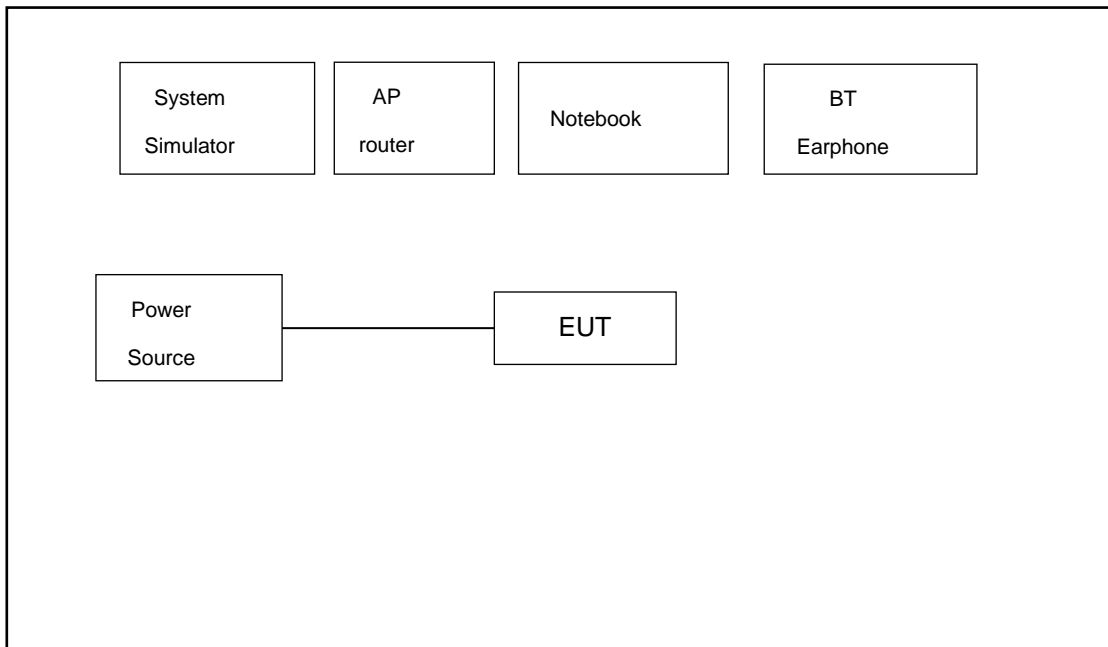 System
Simulator
AP
router
Notebook
BT
Earphone
Power
Source
EUT